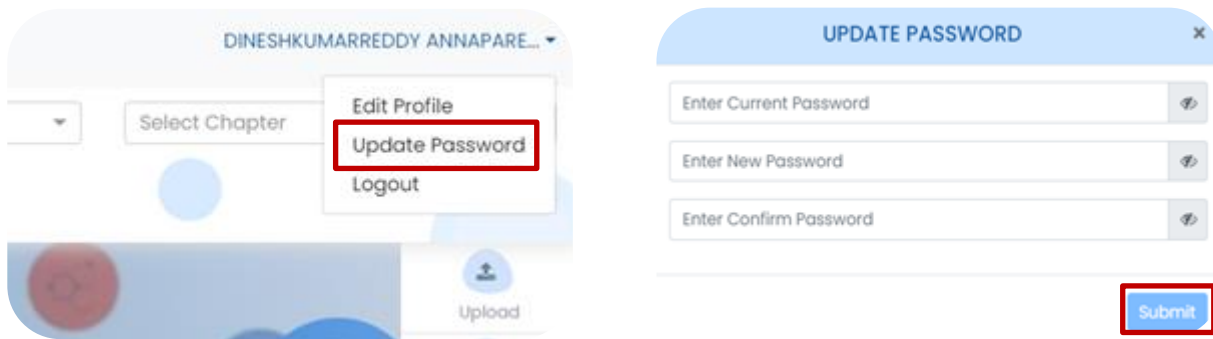 DINESHKUMARREDDY ANNAPARE...
Edit Profile
Select Chapter
Update Password
Logout
Upload
UPDATE PASSWORD
×
Enter Current Password
Enter New Password
Enter Confirm Password
Submit